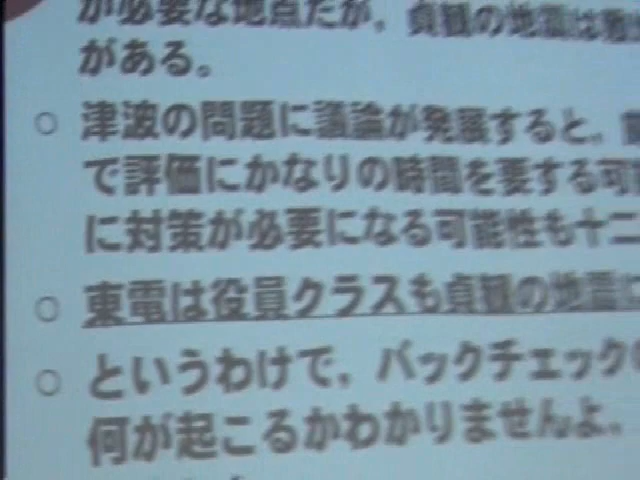 が必要な地点だが、貞観の地震は
がある。
○ 津波の問題に議論が発展すると、
で評価にかなりの時間を要する可
に対策が必要になる可能性も十二
○ 東電は役員クラスも貞観の地震に
○ というわけで、バックチェックの
何が起こるかわかりませんよ。